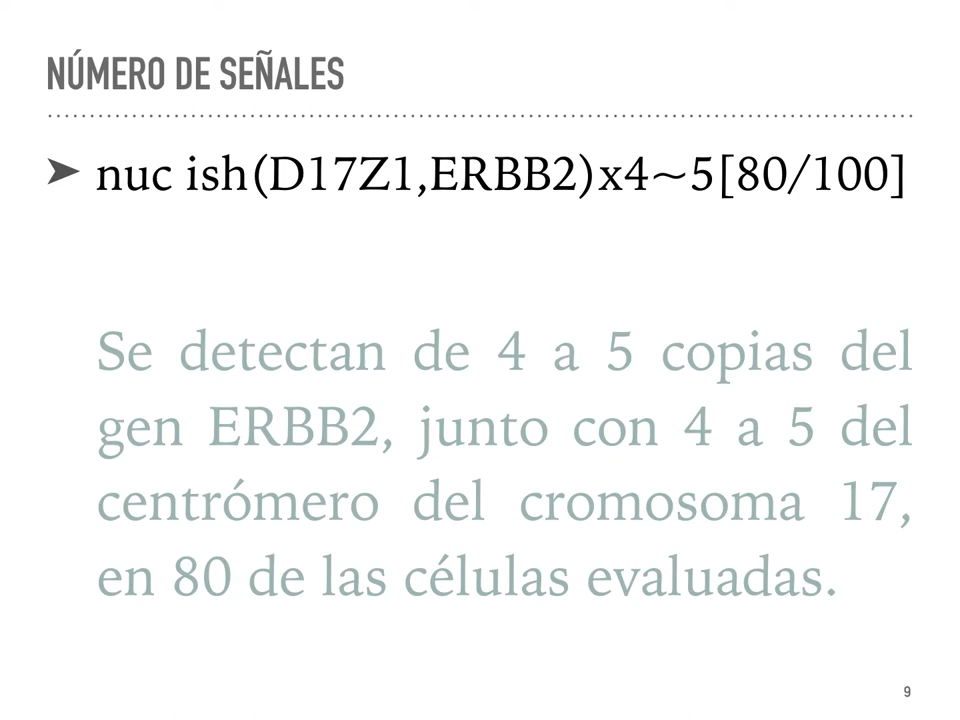 NÚMERO DE SEÑALES
➤ nuc ish(D17Z1,ERBB2)x4~5[80/100]
Se detectan de 4 a 5 copias del
gen ERBB2, junto con 4 a 5 del
centrómero del cromosoma 17,
en 80 de las células evaluadas.
9